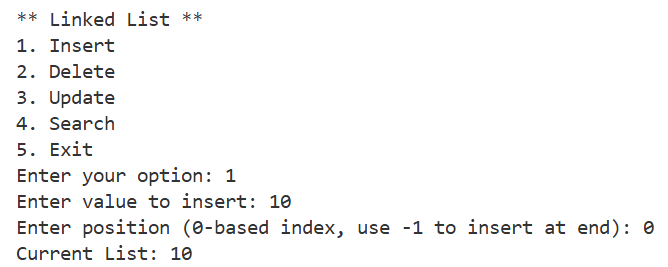 ** Linked List **
1. Insert
2. Delete
3. Update
4. Search
5. Exit
Enter your option: 1
Enter value to insert: 10
Enter position (0-based index, use -1 to insert at end): 0
Current List: 10